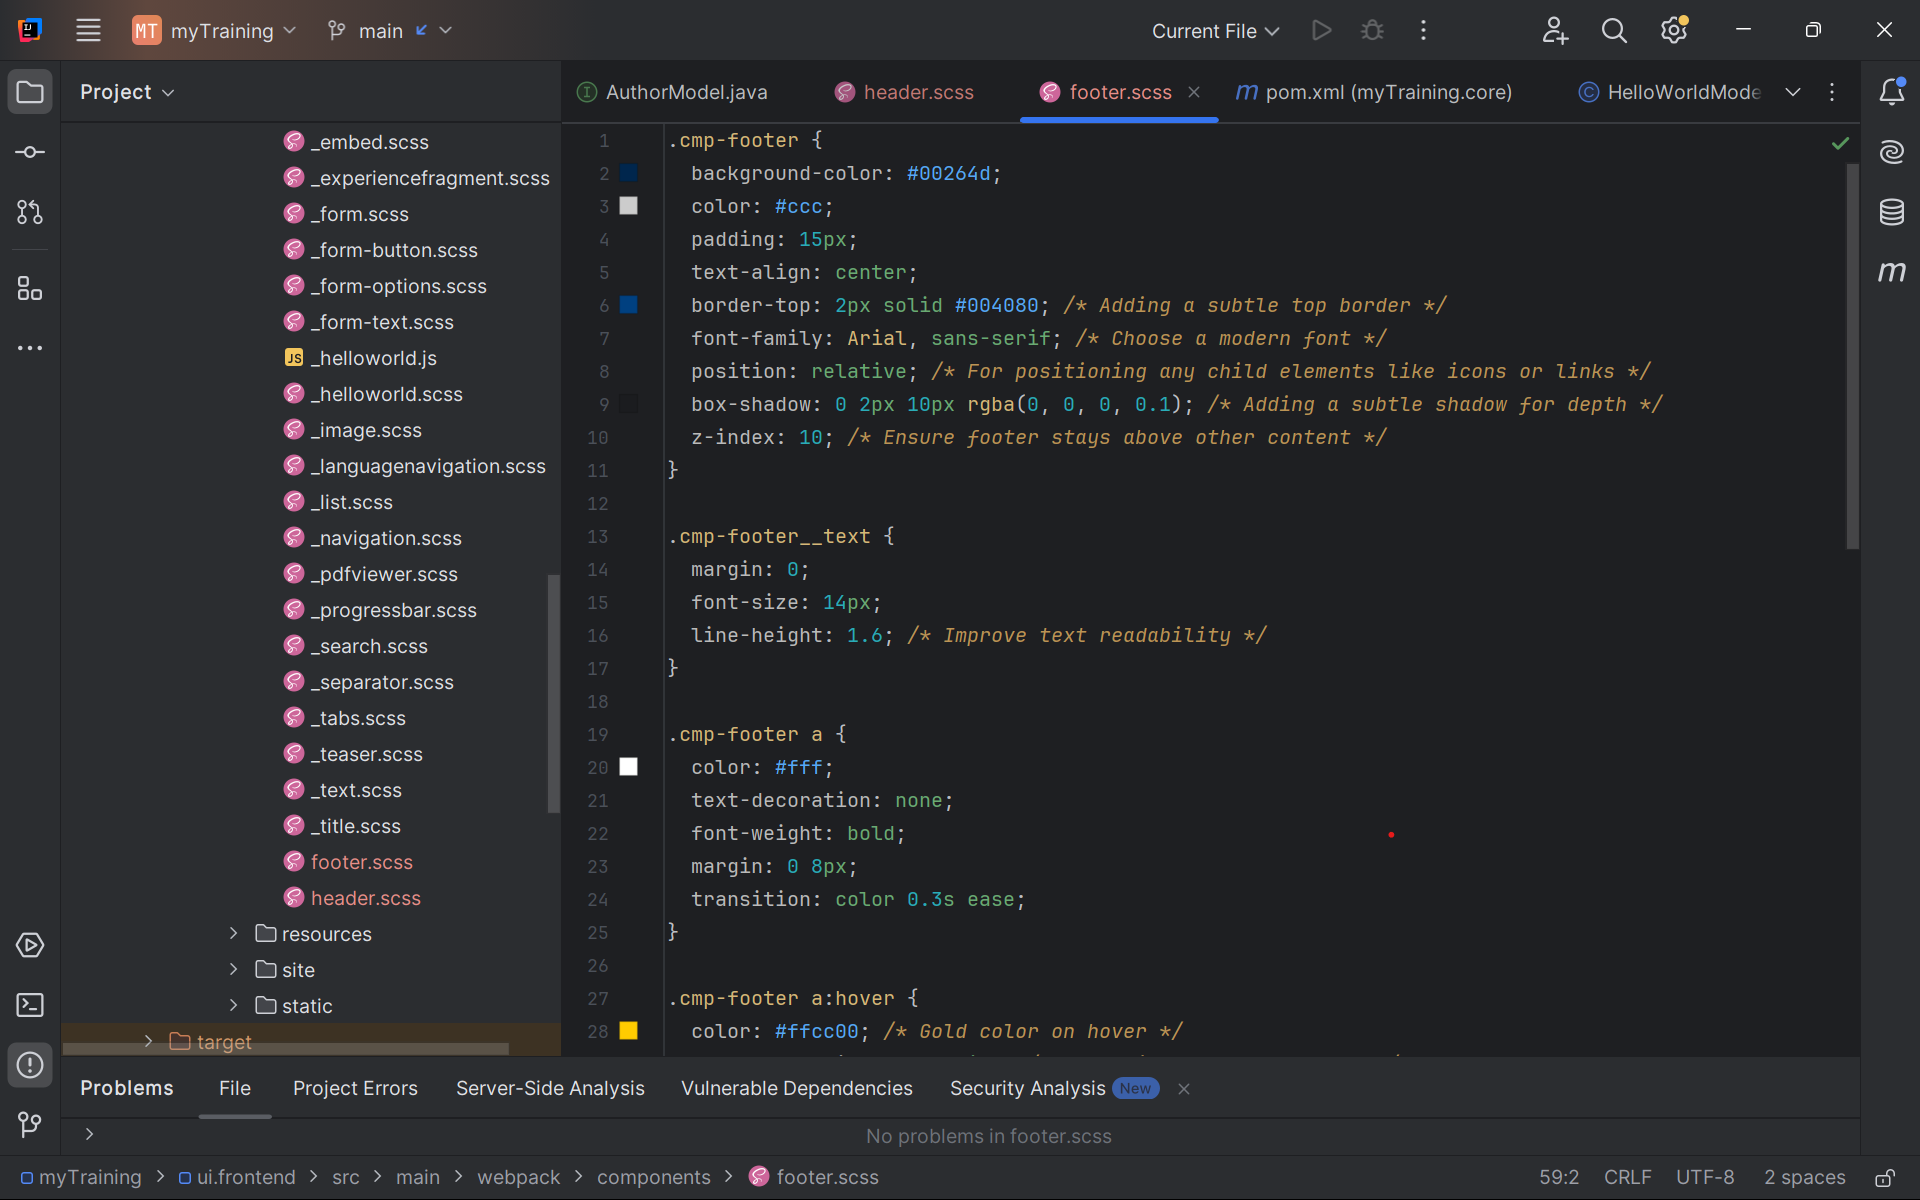 MT myTraining main Current File
Project
AuthorModel.java header.scss footer.scss m pom.xml (myTraining.core) HelloWorldMode
_embed.scss
_experiencefragment.scss
_form.scss
_form-button.scss
_form-options.scss
_form-text.scss
JS _helloworld.js
_helloworld.scss
_image.scss
_languagenavigation.scss
_list.scss
_navigation.scss
_pdfviewer.scss
_progressbar.scss
_search.scss
_separator.scss
_tabs.scss
_teaser.scss
_text.scss
_title.scss
footer.scss
header.scss
resources
site
static
target
1 .cmp-footer {
2 background-color: #00264d;
3 color: #ccc;
4 padding: 15px;
5 text-align: center;
6 border-top: 2px solid #004080; /* Adding a subtle top border */
7 font-family: Arial, sans-serif; /* Choose a modern font */
8 position: relative; /* For positioning any child elements like icons or links */
9 box-shadow: 0 2px 10px rgba(0, 0, 0, 0.1); /* Adding a subtle shadow for depth */
10 z-index: 10; /* Ensure footer stays above other content */
11 }
12
13 .cmp-footer__text {
14 margin: 0;
15 font-size: 14px;
16 line-height: 1.6; /* Improve text readability */
17 }
18
19 .cmp-footer a {
20 color: #fff;
21 text-decoration: none;
22 font-weight: bold;
23 margin: 0 8px;
24 transition: color 0.3s ease;
25 }
26
27 .cmp-footer a:hover {
28 color: #ffcc00; /* Gold color on hover */
m
Problems File Project Errors Server-Side Analysis Vulnerable Dependencies Security Analysis New
No problems in footer.scss
myTraining > ui.frontend > src > main > webpack > components > footer.scss 59:2 CRLF UTF-8 2 spaces